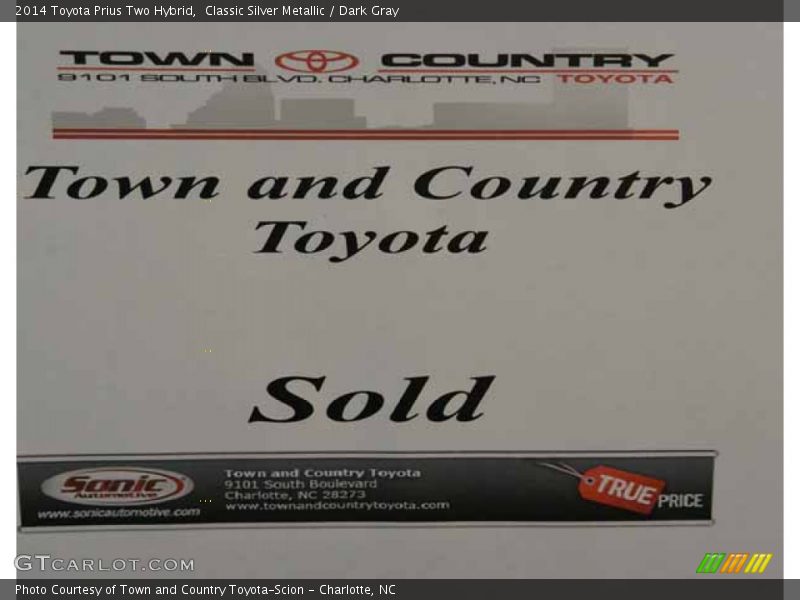 2014 Toyota Prius Two Hybrid,  Classic Silver Metallic / Dark Gray
TOWN COUNTRY
9101 SOUTH BLVD. CHARLOTTE, NC TOYOTA
Town and Country
Toyota
Sold
Sonic
Automotive
www.sonicautomotive.com
Town and Country Toyota
9101 South Boulevard
Charlotte, NC 28273
www.townandcountrytoyota.com
TRUE PRICE
GTCARLOT.COM
Photo Courtesy of Town and Country Toyota-Scion - Charlotte, NC